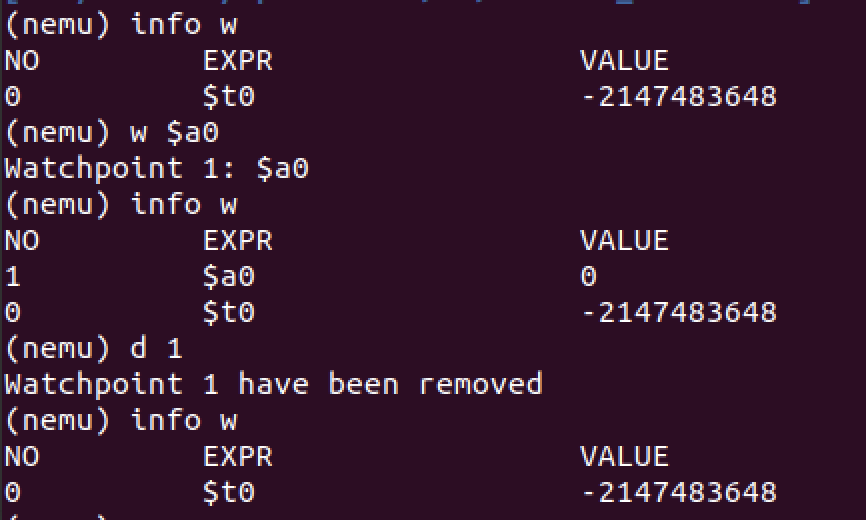 (nemu) info w
NO EXPR VALUE
0 $t0 -2147483648
(nemu) w $a0
Watchpoint 1: $a0
(nemu) info w
NO EXPR VALUE
1 $a0 0
0 $t0 -2147483648
(nemu) d 1
Watchpoint 1 have been removed
(nemu) info w
NO EXPR VALUE
0 $t0 -2147483648